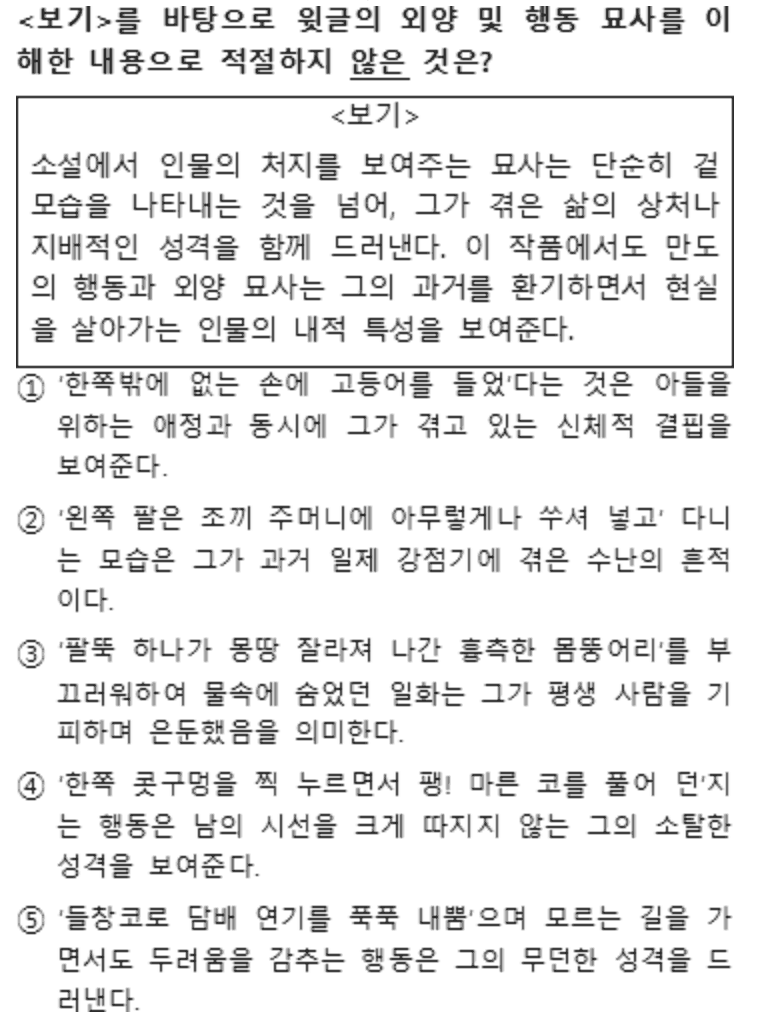 <보기>를 바탕으로 윗글의 외양 및 행동 묘사를 이
해한 내용으로 적절하지 않은 것은?
<보기>
소설에서 인물의 처지를 보여주는 묘사는 단순히 겉
모습을 나타내는 것을 넘어, 그가 겪은 삶의 상처나
지배적인 성격을 함께 드러낸다. 이 작품에서도 만도
의 행동과 외양 묘사는 그의 과거를 환기하면서 현실
을 살아가는 인물의 내적 특성을 보여준다.
① '한쪽밖에 없는 손에 고등어를 들었'다는 것은 아들을
위하는 애정과 동시에 그가 겪고 있는 신체적 결핍을
보여준다.
② '왼쪽 팔은 조끼 주머니에 아무렇게나 쑤셔 넣고' 다니
는 모습은 그가 과거 일제 강점기에 겪은 수난의 흔적
이다.
③ '팔뚝 하나가 몽땅 잘라져 나간 흉측한 몸뚱어리'를 부
끄러워하여 물속에 숨었던 일화는 그가 평생 사람을 기
피하며 은둔했음을 의미한다.
④ '한쪽 콧구멍을 찍 누르면서 팽! 마른 코를 풀어 던'지
는 행동은 남의 시선을 크게 따지지 않는 그의 소탈한
성격을 보여준다.
⑤ '들창코로 담배 연기를 푹푹 내뿜'으며 모르는 길을 가
면서도 두려움을 감추는 행동은 그의 무던한 성격을 드
러낸다.